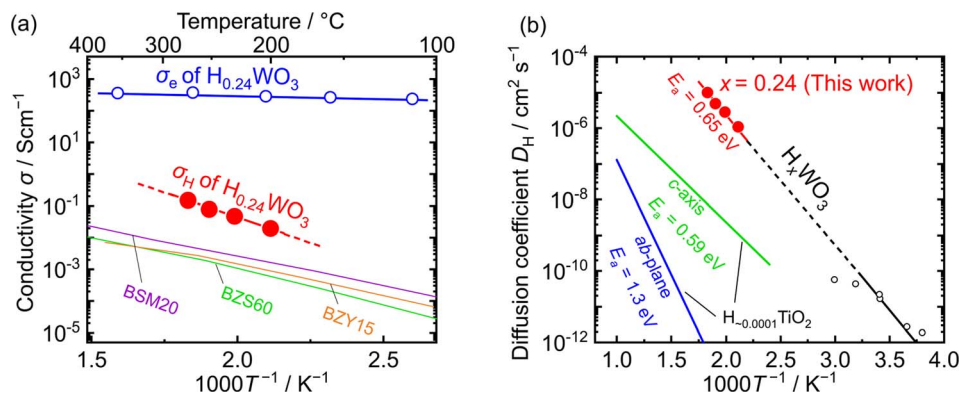 (a)
Temperature / °C
400 300 200 100
10³
10¹
10⁻¹
10⁻³
10⁻⁵
Conductivity σ / Scm⁻¹
σₑ of H₀.₂₄WO₃
σ_H of H₀.₂₄WO₃
BSM20
BZS60
BZY15
1.5 2.0 2.5
1000T⁻¹ / K⁻¹
(b)
10⁻⁴
10⁻⁶
10⁻⁸
10⁻¹⁰
10⁻¹²
Diffusion coefficient D_H / cm² s⁻¹
x = 0.24 (This work)
Eₐ = 0.65 eV
HₓWO₃
c-axis
Eₐ = 0.59 eV
ab-plane
Eₐ = 1.3 eV
H~₀.₀₀₀₁TiO₂
1.0 1.5 2.0 2.5 3.0 3.5 4.0
1000T⁻¹ / K⁻¹